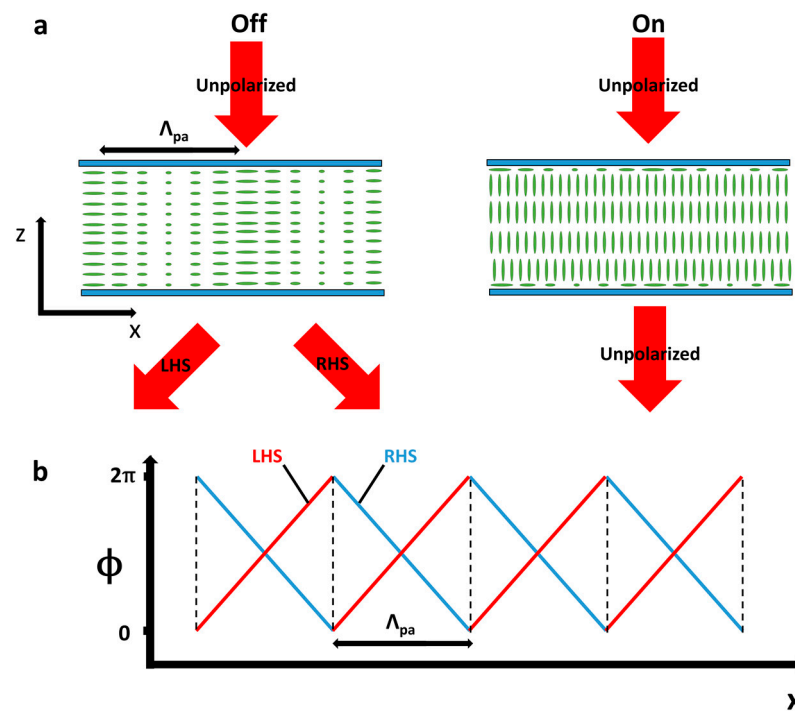 a
Off
On
Unpolarized
Unpolarized
Λpa
Z
X
LHS
RHS
Unpolarized
b
LHS
RHS
2π
Φ
0
Λpa
x